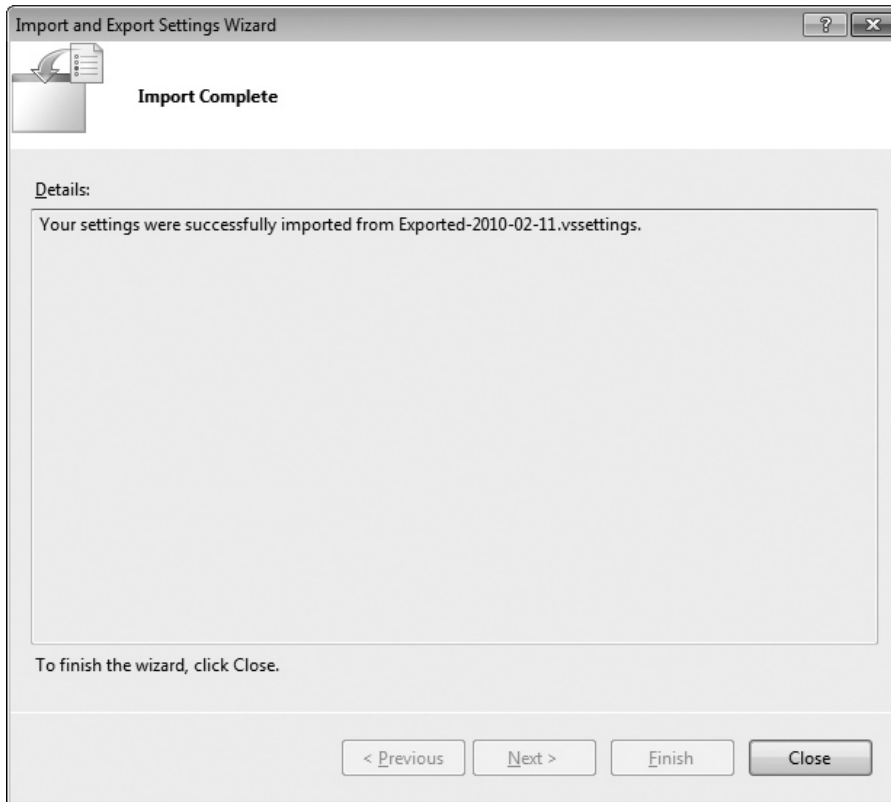 Import and Export Settings Wizard
Import Complete
Details:
Your settings were successfully imported from Exported-2010-02-11.vssettings.
To finish the wizard, click Close.
< Previous
Next >
Finish
Close